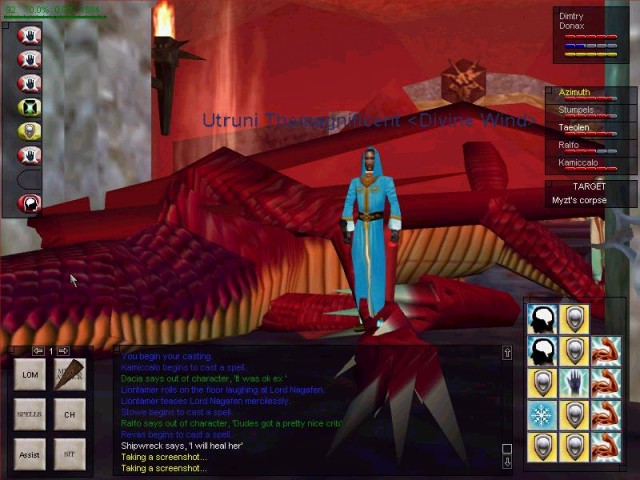 Dimtry
Donax
Azimuth
Stumpels
Taeolen
Ralfo
Kamiccalo
TARGET
Myzt's corpse
Utruni <Divine Wind>
1
LOM
SPELLS
CH
Assist
SIT
You begin your casting.
Kamiccalo begins to cast a spell.
Dacia says out of character, 'It was ok ex '
Liontamer rolls on the floor laughing at Lord Nagafen.
Liontamer teases Lord Nagafen mercilessly.
Stowe begins to cast a spell.
Ralfo says out of character, 'Dudes got a pretty nice crib'
Revas begins to cast a spell.
Shipwreck says, 'I will heal her'
Taking a screenshot...
Taking a screenshot...